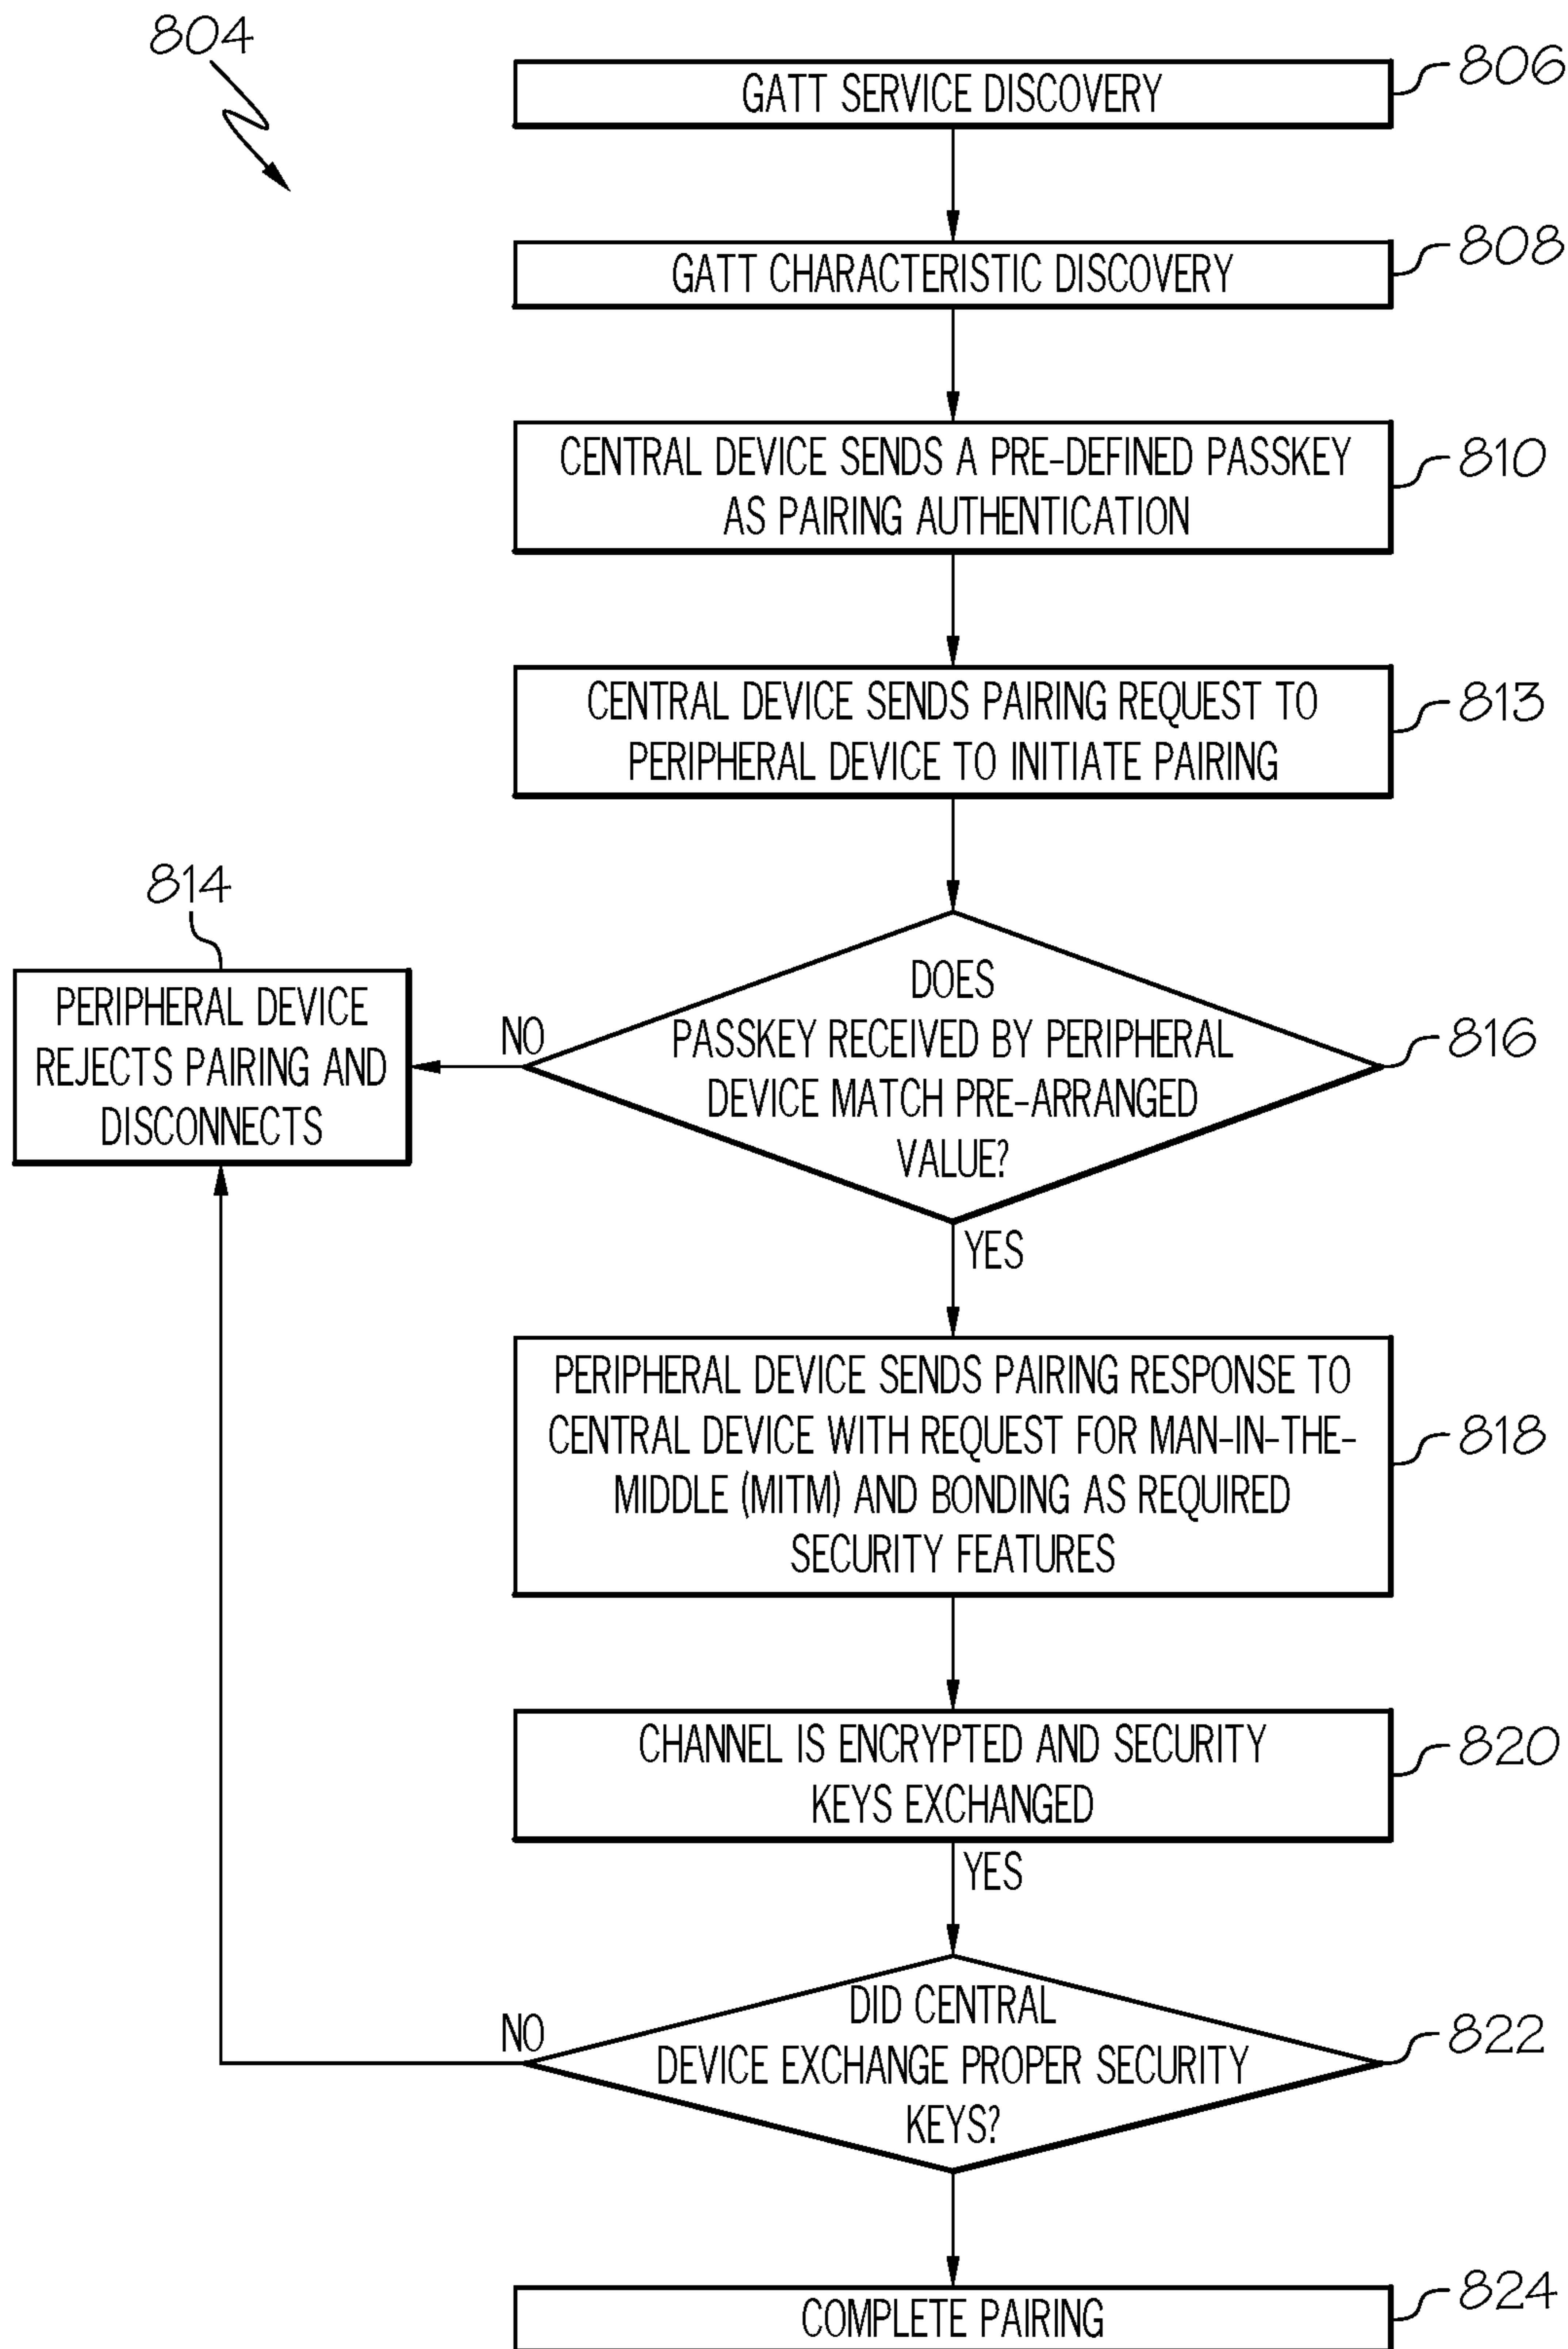 804
GATT SERVICE DISCOVERY
806
GATT CHARACTERISTIC DISCOVERY
808
CENTRAL DEVICE SENDS A PRE-DEFINED PASSKEY
AS PAIRING AUTHENTICATION
810
CENTRAL DEVICE SENDS PAIRING REQUEST TO
PERIPHERAL DEVICE TO INITIATE PAIRING
813
814
PERIPHERAL DEVICE
REJECTS PAIRING AND
DISCONNECTS
NO
DOES
PASSKEY RECEIVED BY PERIPHERAL
DEVICE MATCH PRE-ARRANGED
VALUE?
816
YES
PERIPHERAL DEVICE SENDS PAIRING RESPONSE TO
CENTRAL DEVICE WITH REQUEST FOR MAN-IN-THE-
MIDDLE (MITM) AND BONDING AS REQUIRED
SECURITY FEATURES
818
CHANNEL IS ENCRYPTED AND SECURITY
KEYS EXCHANGED
820
YES
NO
DID CENTRAL
DEVICE EXCHANGE PROPER SECURITY
KEYS?
822
COMPLETE PAIRING
824